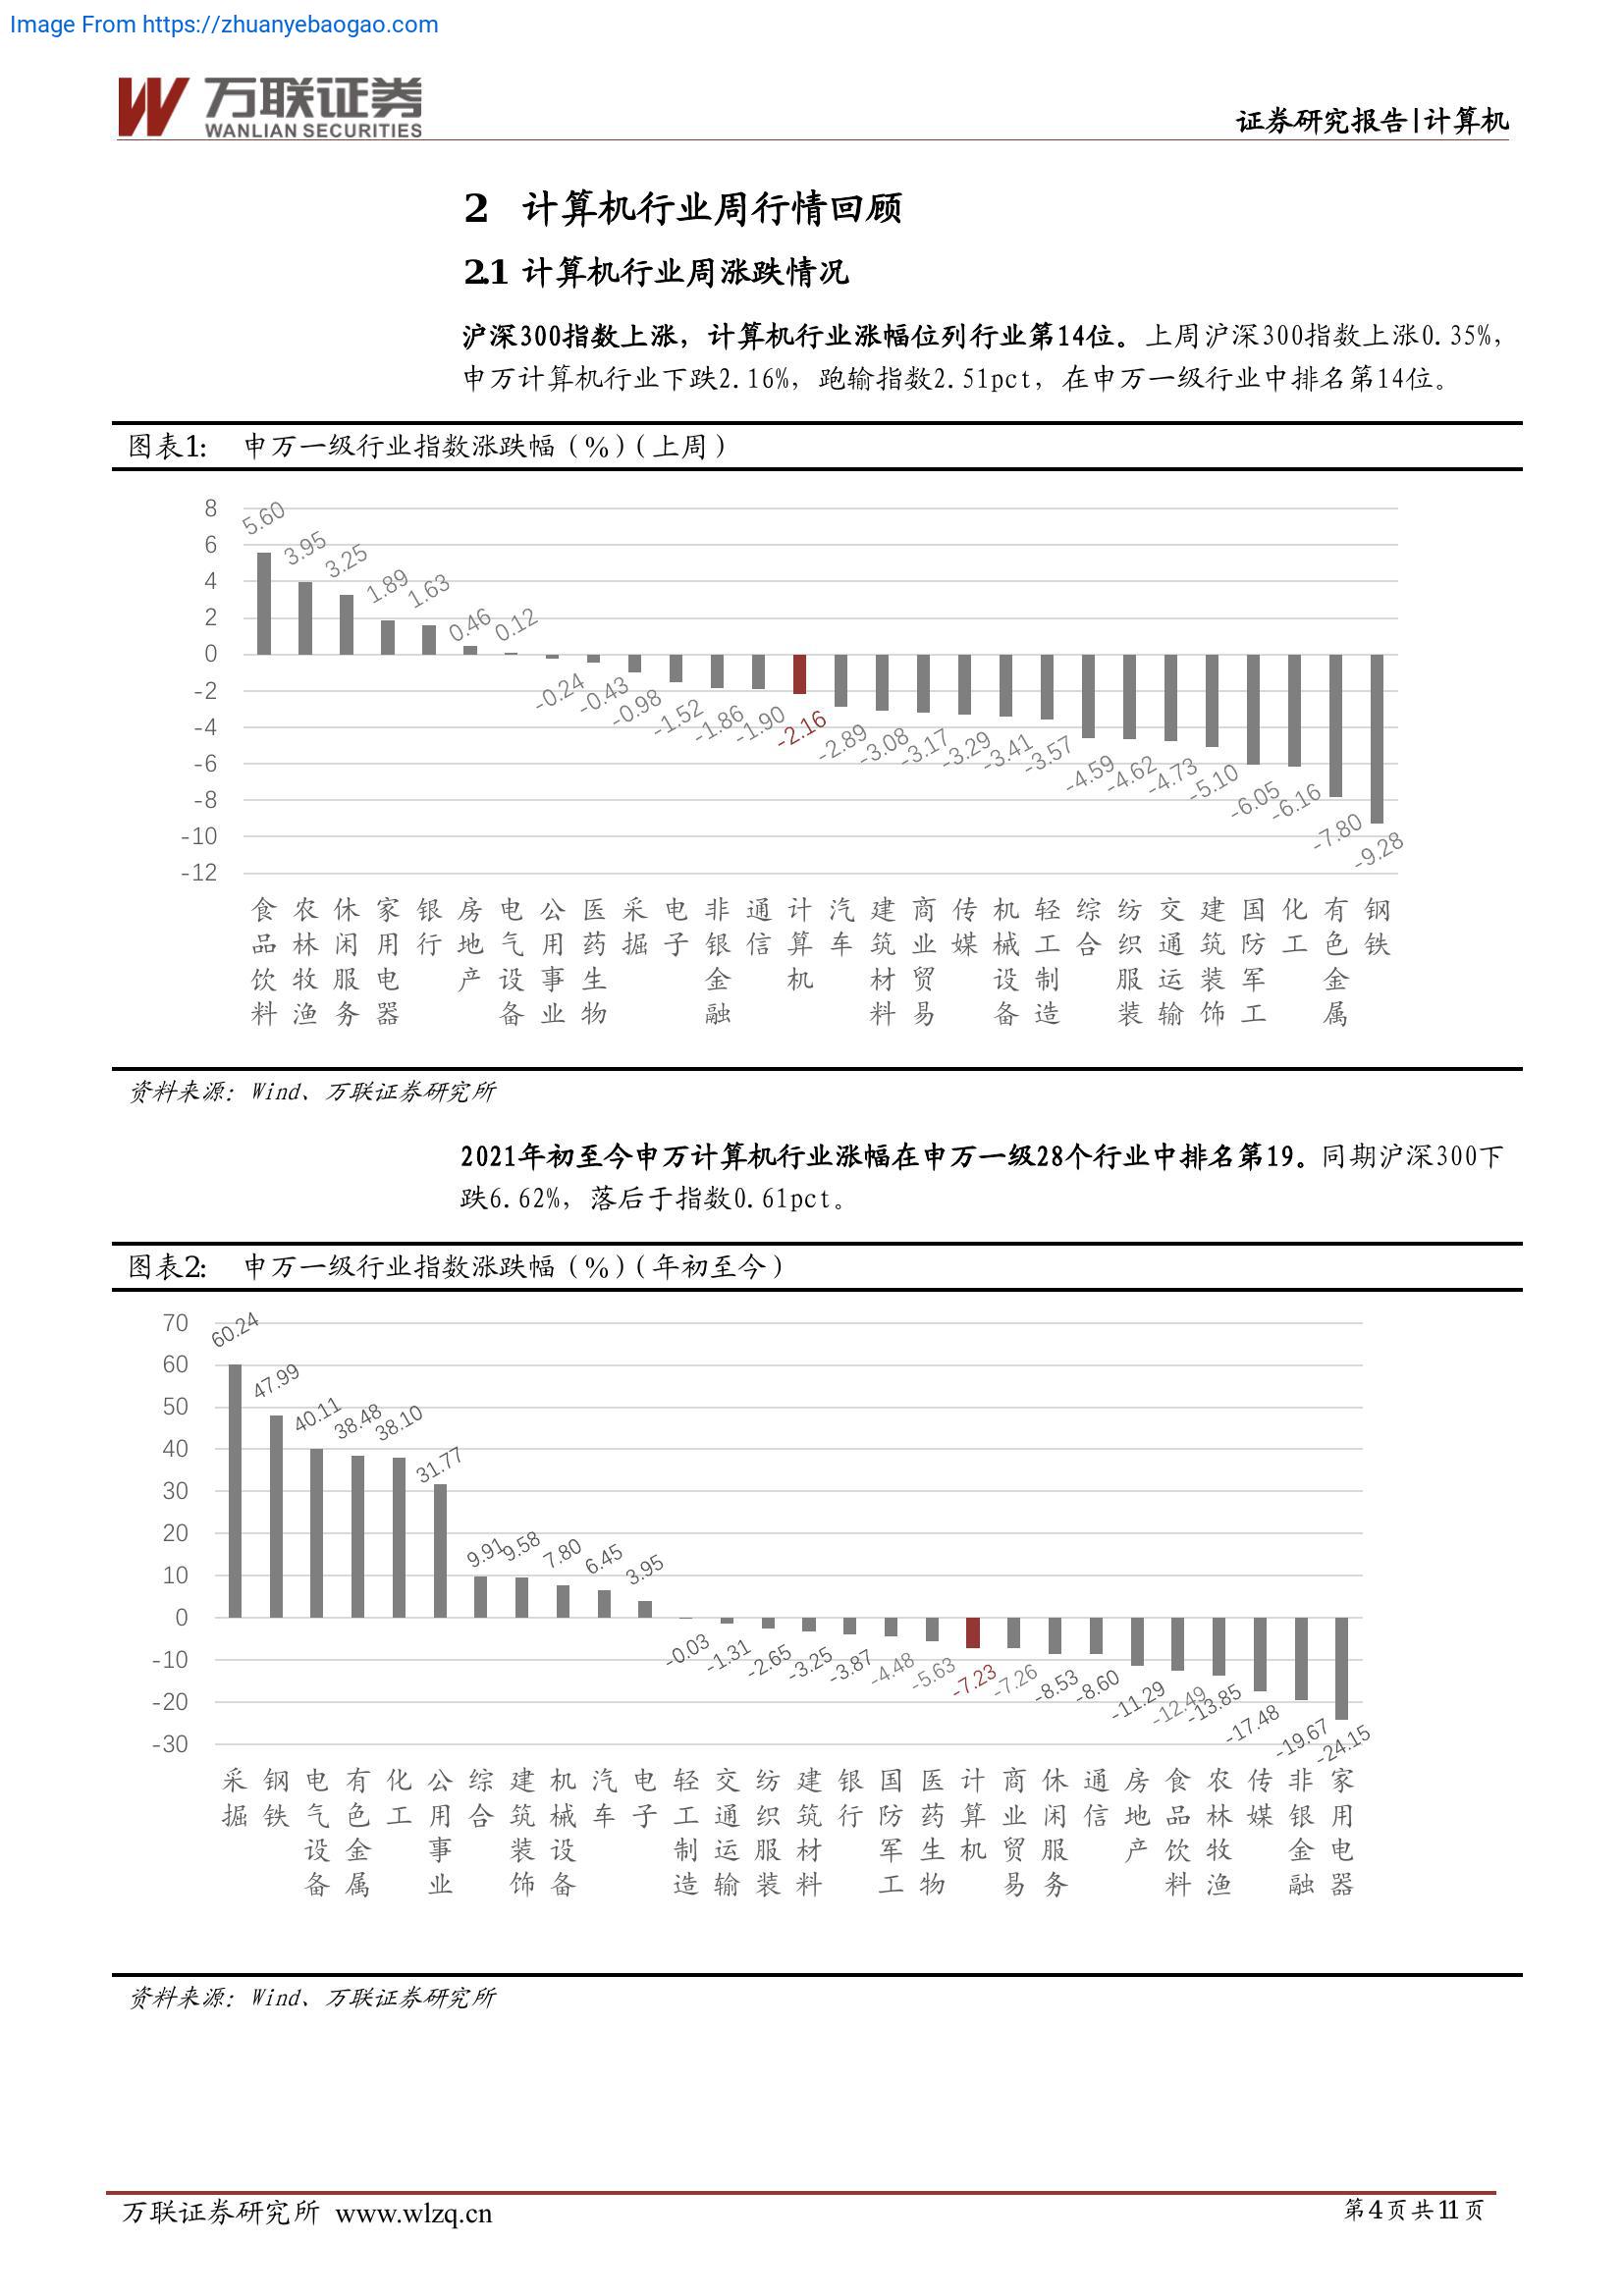 Image From https://zhuanyebaogao.com
万联证券
WANLIAN SECURITIES
证券研究报告|计算机
2 计算机行业周行情回顾
2.1 计算机行业周涨跌情况
沪深300指数上涨，计算机行业涨幅位列行业第14位。上周沪深300指数上涨0.35%，
申万计算机行业下跌2.16%，跑输指数2.51pct，在申万一级行业中排名第14位。
图表1: 申万一级行业指数涨跌幅（%）（上周）
8
6
4
2
0
-2
-4
-6
-8
-10
-12
5.60 3.95 3.25 1.89 1.63 0.46 0.12 -0.24 -0.43 -0.98 -1.52 -1.86 -1.90 -2.16 -2.89 -3.08 -3.17 -3.29 -3.41 -3.57 -4.59 -4.62 -4.73 -5.10 -6.05 -6.16 -7.80 -9.28
食品饮料 农林牧渔 休闲服务 家用电器 银行 房地产 电气设备 公用事业 医药生物 采掘 电子 非银金融 通信 计算机 汽车 建筑材料 商业贸易 传媒 机械设备 轻工制造 综合 纺织服装 交通运输 建筑装饰 国防军工 化工 有色金属 钢铁
资料来源：Wind、万联证券研究所
2021年初至今申万计算机行业涨幅在申万一级28个行业中排名第19。同期沪深300下
跌6.62%，落后于指数0.61pct。
图表2: 申万一级行业指数涨跌幅（%）（年初至今）
70
60
50
40
30
20
10
0
-10
-20
-30
60.24 47.99 40.11 38.48 38.10 31.77 9.91 9.58 7.80 6.45 3.95 -0.03 -1.31 -2.65 -3.25 -3.87 -4.48 -5.63 -7.23 -7.26 -8.53 -8.60 -11.29 -12.49 -13.85 -17.48 -19.67 -24.15
采掘 钢铁 电气设备 有色金属 化工 公用事业 综合 建筑装饰 机械设备 汽车 电子 轻工制造 交通运输 纺织服装 建筑材料 银行 国防军工 医药生物 计算机 商业贸易 休闲服务 通信 房地产 食品饮料 农林牧渔 传媒 非银金融 家用电器
资料来源：Wind、万联证券研究所
万联证券研究所 www.wlzq.cn
第4页共11页